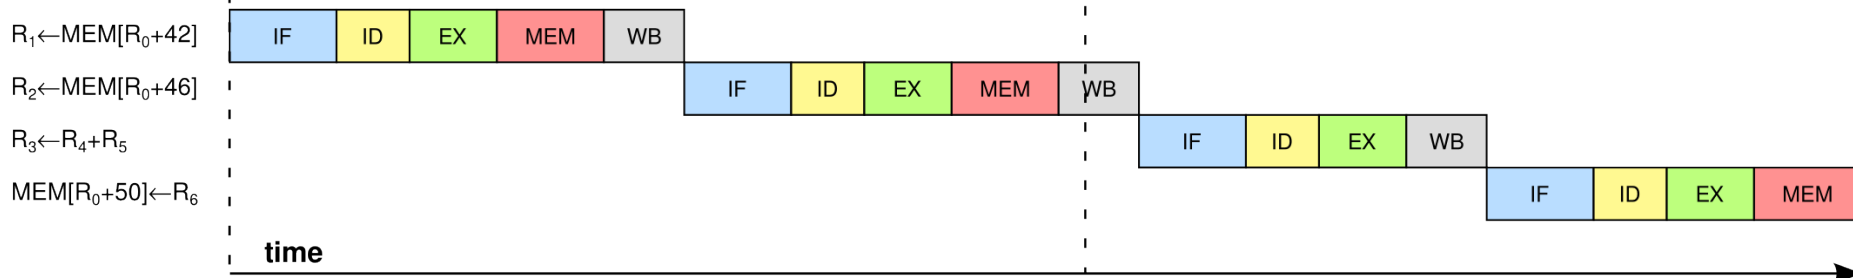 R₁←MEM[R₀+42] IF ID EX MEM WB
R₂←MEM[R₀+46] IF ID EX MEM WB
R₃←R₄+R₅ IF ID EX WB
MEM[R₀+50]←R₆ IF ID EX MEM
time